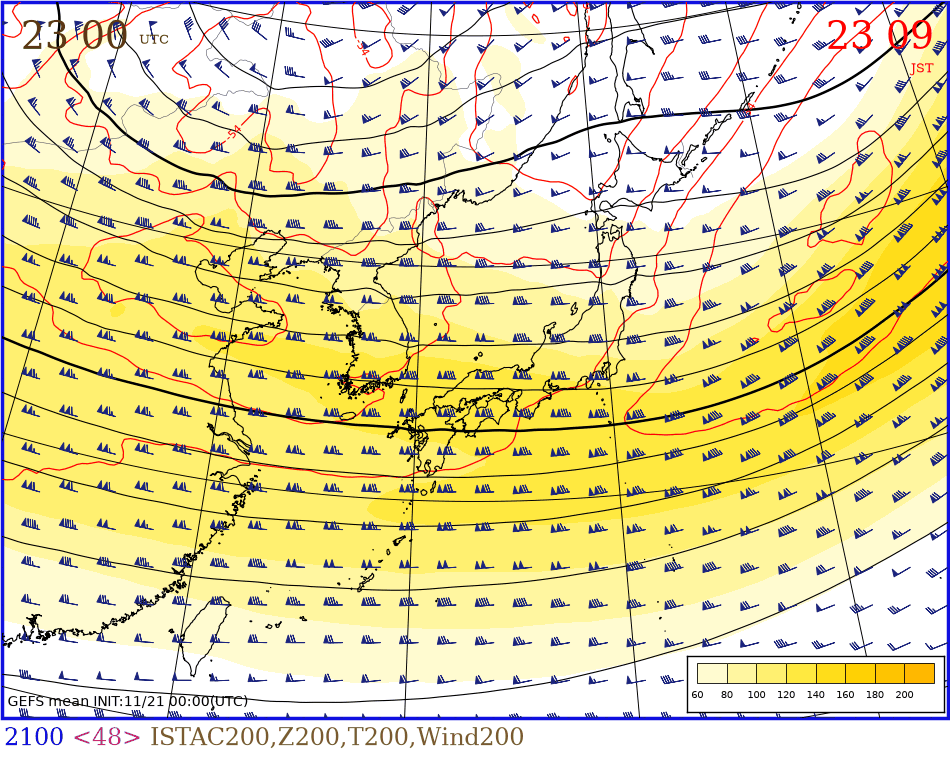 23 00 UTC
23 09
JST
-54
-54
60 80 100 120 140 160 180 200
GEFS mean INIT:11/21 00:00(UTC)
2100 <48> ISTAC200,Z200,T200,Wind200